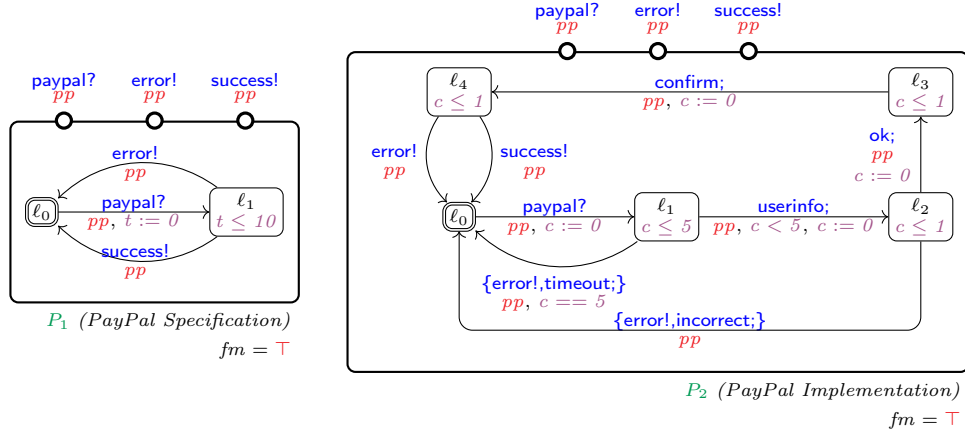 paypal? error! success!
pp pp pp
error!
pp
ℓ0
paypal?
pp, t := 0
ℓ1
t ≤ 10
success!
pp
P1 (PayPal Specification)
fm = ⊤
paypal? error! success!
pp pp pp
ℓ4
c ≤ 1
confirm;
pp, c := 0
ℓ3
c ≤ 1
error!
pp
success!
pp
ok;
pp
c := 0
ℓ0
paypal?
pp, c := 0
ℓ1
c ≤ 5
userinfo;
pp, c < 5, c := 0
ℓ2
c ≤ 1
{error!,timeout;}
pp, c == 5
{error!,incorrect;}
pp
P2 (PayPal Implementation)
fm = ⊤